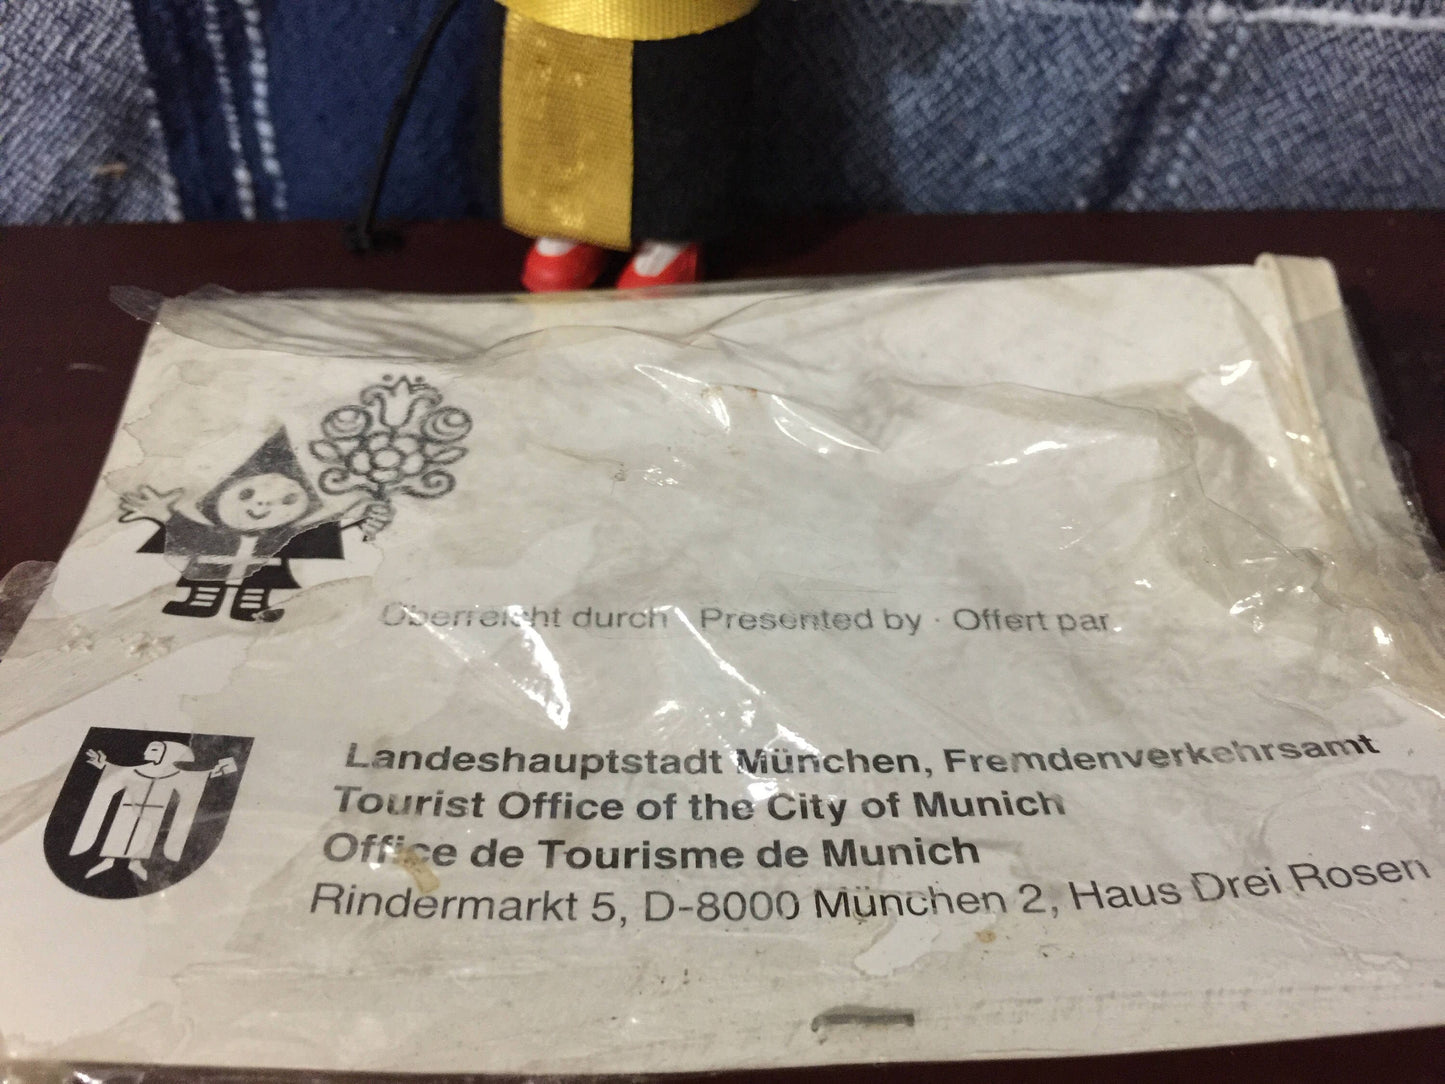 Überreicht durch · Presented by · Offert par
Landeshauptstadt München, Fremdenverkehrsamt
Tourist Office of the City of Munich
Office de Tourisme de Munich
Rindermarkt 5, D-8000 München 2, Haus Drei Rosen